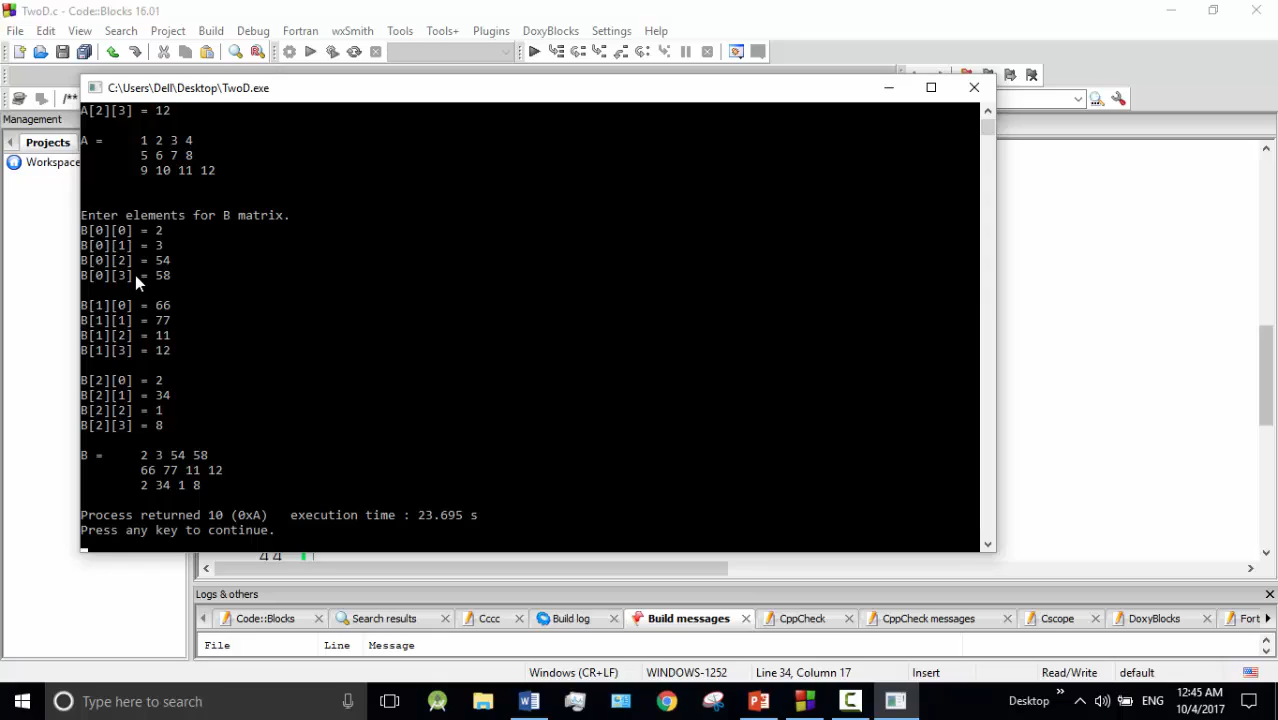 TwoD.c - Code::Blocks 16.01
File Edit View Search Project Build Debug Fortran wxSmith Tools Tools+ Plugins DoxyBlocks Settings Help
C:\Users\Dell\Desktop\TwoD.exe
/**
Management
Projects
Workspace
A[2][3] = 12
A = 1 2 3 4
5 6 7 8
9 10 11 12
Enter elements for B matrix.
B[0][0] = 2
B[0][1] = 3
B[0][2] = 54
B[0][3] = 58
B[1][0] = 66
B[1][1] = 77
B[1][2] = 11
B[1][3] = 12
B[2][0] = 2
B[2][1] = 34
B[2][2] = 1
B[2][3] = 8
B = 2 3 54 58
66 77 11 12
2 34 1 8
Process returned 10 (0xA) execution time : 23.695 s
Press any key to continue.
44
Logs & others
Code::Blocks Search results Cccc Build log Build messages CppCheck CppCheck messages Cscope DoxyBlocks Fort
File Line Message
Windows (CR+LF) WINDOWS-1252 Line 34, Column 17 Insert Read/Write default
Type here to search
Desktop ENG 12:45 AM
10/4/2017